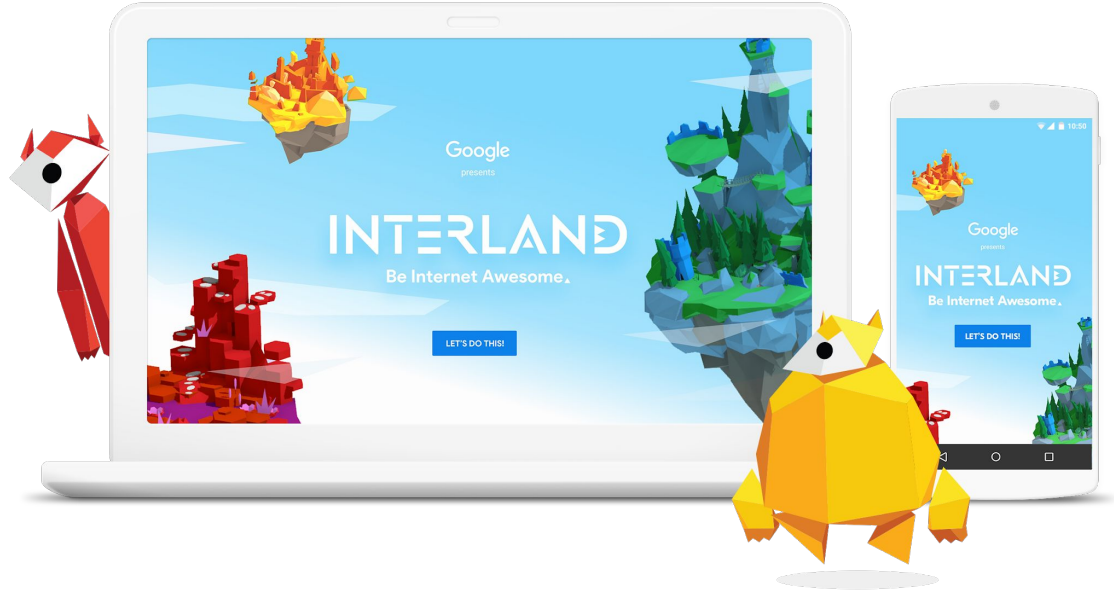 Google
presents
INTERLAND
Be Internet Awesome.
LET'S DO THIS!
10:50
Google
presents
INTERLAND
Be Internet Awesome.
LET'S DO THIS!